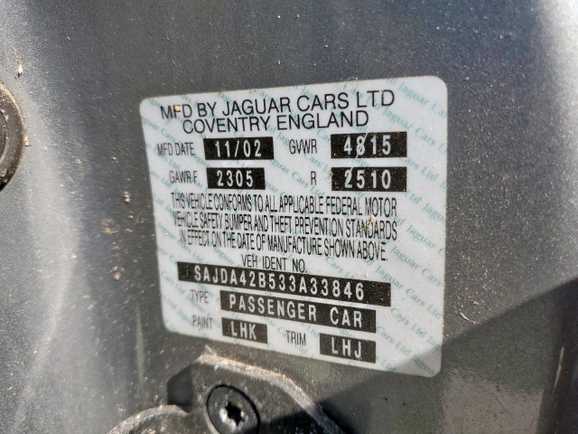 MFD BY JAGUAR CARS LTD
COVENTRY ENGLAND
MFD DATE 11/02 GVWR 4815
GAWR F 2305 R 2510
THIS VEHICLE CONFORMS TO ALL APPLICABLE FEDERAL MOTOR
VEHICLE SAFETY BUMPER AND THEFT PREVENTION STANDARDS
IN EFFECT ON THE DATE OF MANUFACTURE SHOWN ABOVE.
VEH IDENT NO.
SAJDA42B533A33846
TYPE PASSENGER CAR
PAINT LHK TRIM LHJ